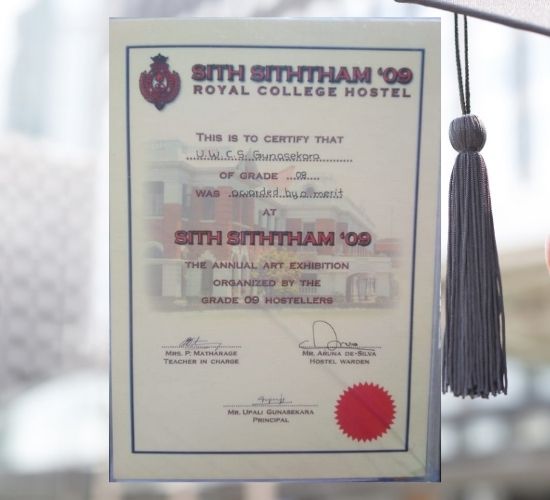 SITH SITHTHAM '09
ROYAL COLLEGE HOSTEL
THIS IS TO CERTIFY THAT
U.W.C.S. Gunasekara
OF GRADE 08
WAS awarded by a merit
AT
SITH SITHTHAM '09
THE ANNUAL ART EXHIBITION
ORGANIZED BY THE
GRADE 09 HOSTELLERS
MRS. P. MATHARAGE
TEACHER IN CHARGE
MR. ARUNA DE-SILVA
HOSTEL WARDEN
MR. UPALI GUNASEKARA
PRINCIPAL